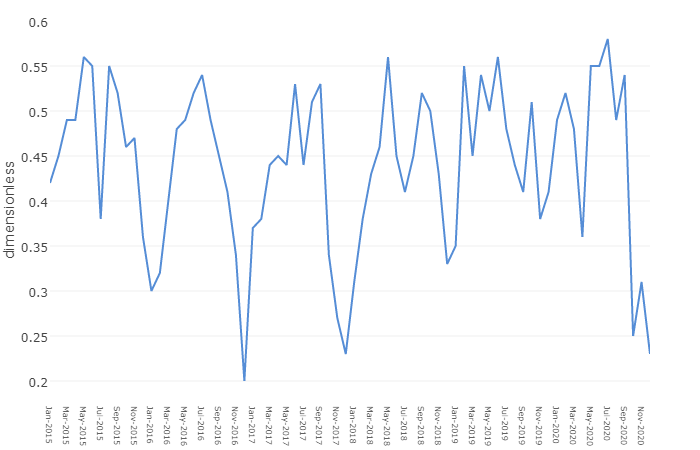 0.6
0.55
0.5
0.45
0.4
0.35
0.3
0.25
0.2
dimensionless
Jan-2015
Mar-2015
May-2015
Jul-2015
Sep-2015
Nov-2015
Jan-2016
Mar-2016
May-2016
Jul-2016
Sep-2016
Nov-2016
Jan-2017
Mar-2017
May-2017
Jul-2017
Sep-2017
Nov-2017
Jan-2018
Mar-2018
May-2018
Jul-2018
Sep-2018
Nov-2018
Jan-2019
Mar-2019
May-2019
Jul-2019
Sep-2019
Nov-2019
Jan-2020
Mar-2020
May-2020
Jul-2020
Sep-2020
Nov-2020